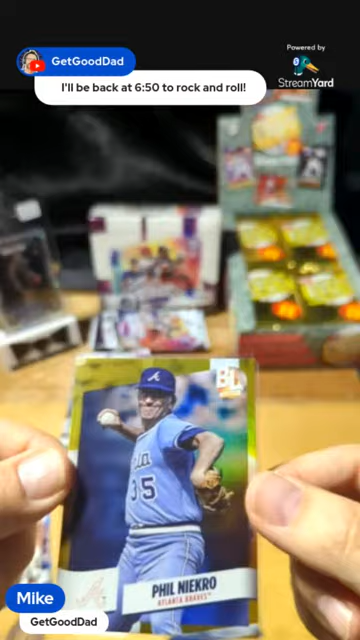 Powered by
StreamYard
GetGoodDad
I'll be back at 6:50 to rock and roll!
A
BL
35
PHIL NIEKRO
ATLANTA BRAVES™
Mike
GetGoodDad